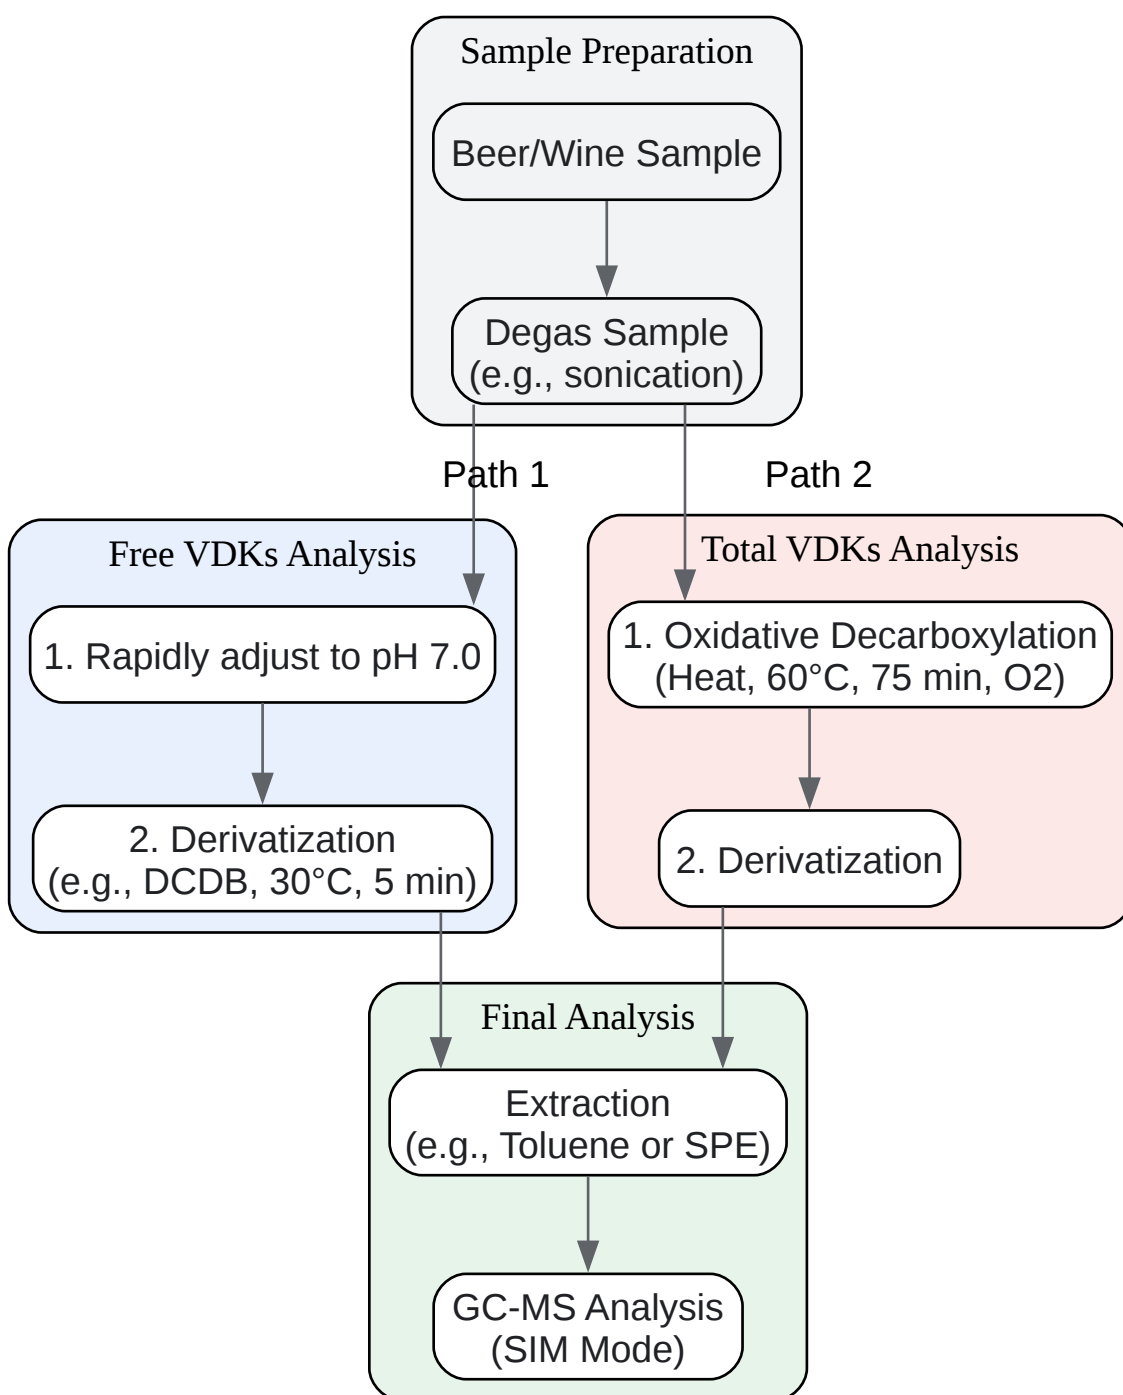 Sample Preparation
Beer/Wine Sample
Degas Sample
(e.g., sonication)
Path 1
Path 2
Free VDKs Analysis
1. Rapidly adjust to pH 7.0
2. Derivatization
(e.g., DCDB, 30°C, 5 min)
Total VDKs Analysis
1. Oxidative Decarboxylation
(Heat, 60°C, 75 min, O2)
2. Derivatization
Final Analysis
Extraction
(e.g., Toluene or SPE)
GC-MS Analysis
(SIM Mode)